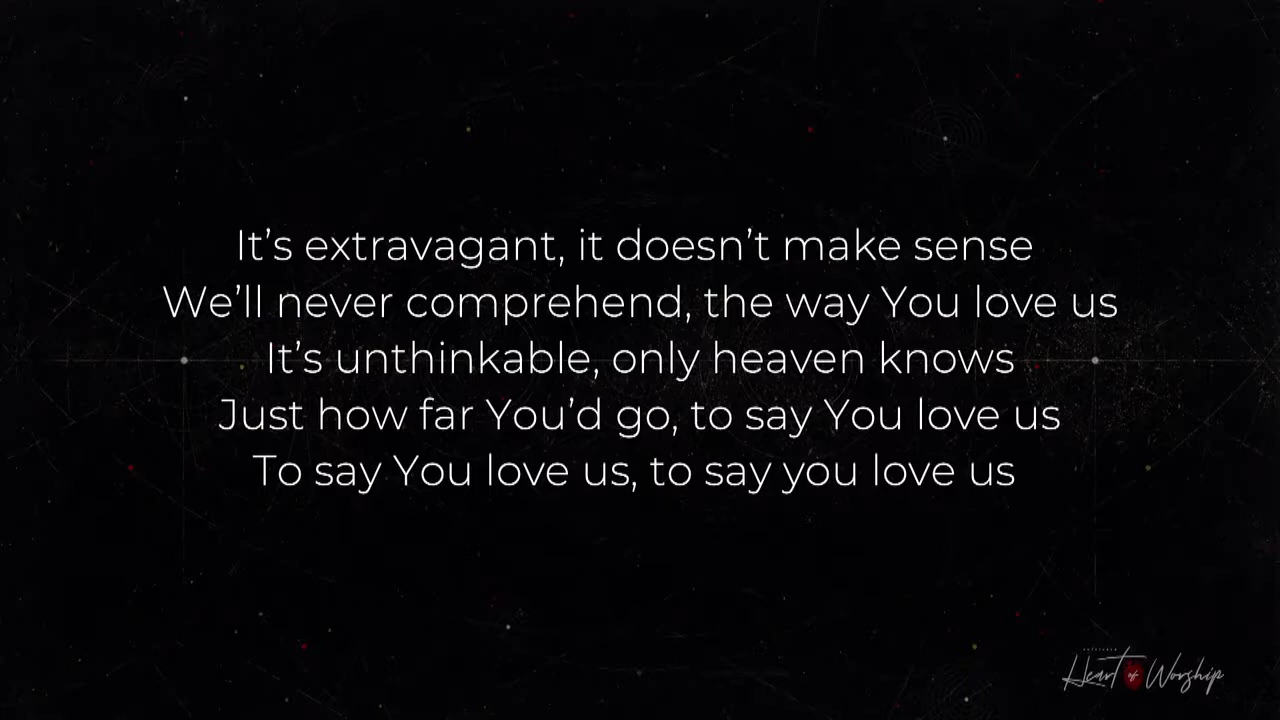 It’s extravagant, it doesn’t make sense
We’ll never comprehend, the way You love us
It’s unthinkable, only heaven knows
Just how far You’d go, to say You love us
To say You love us, to say you love us
Heart of Worship